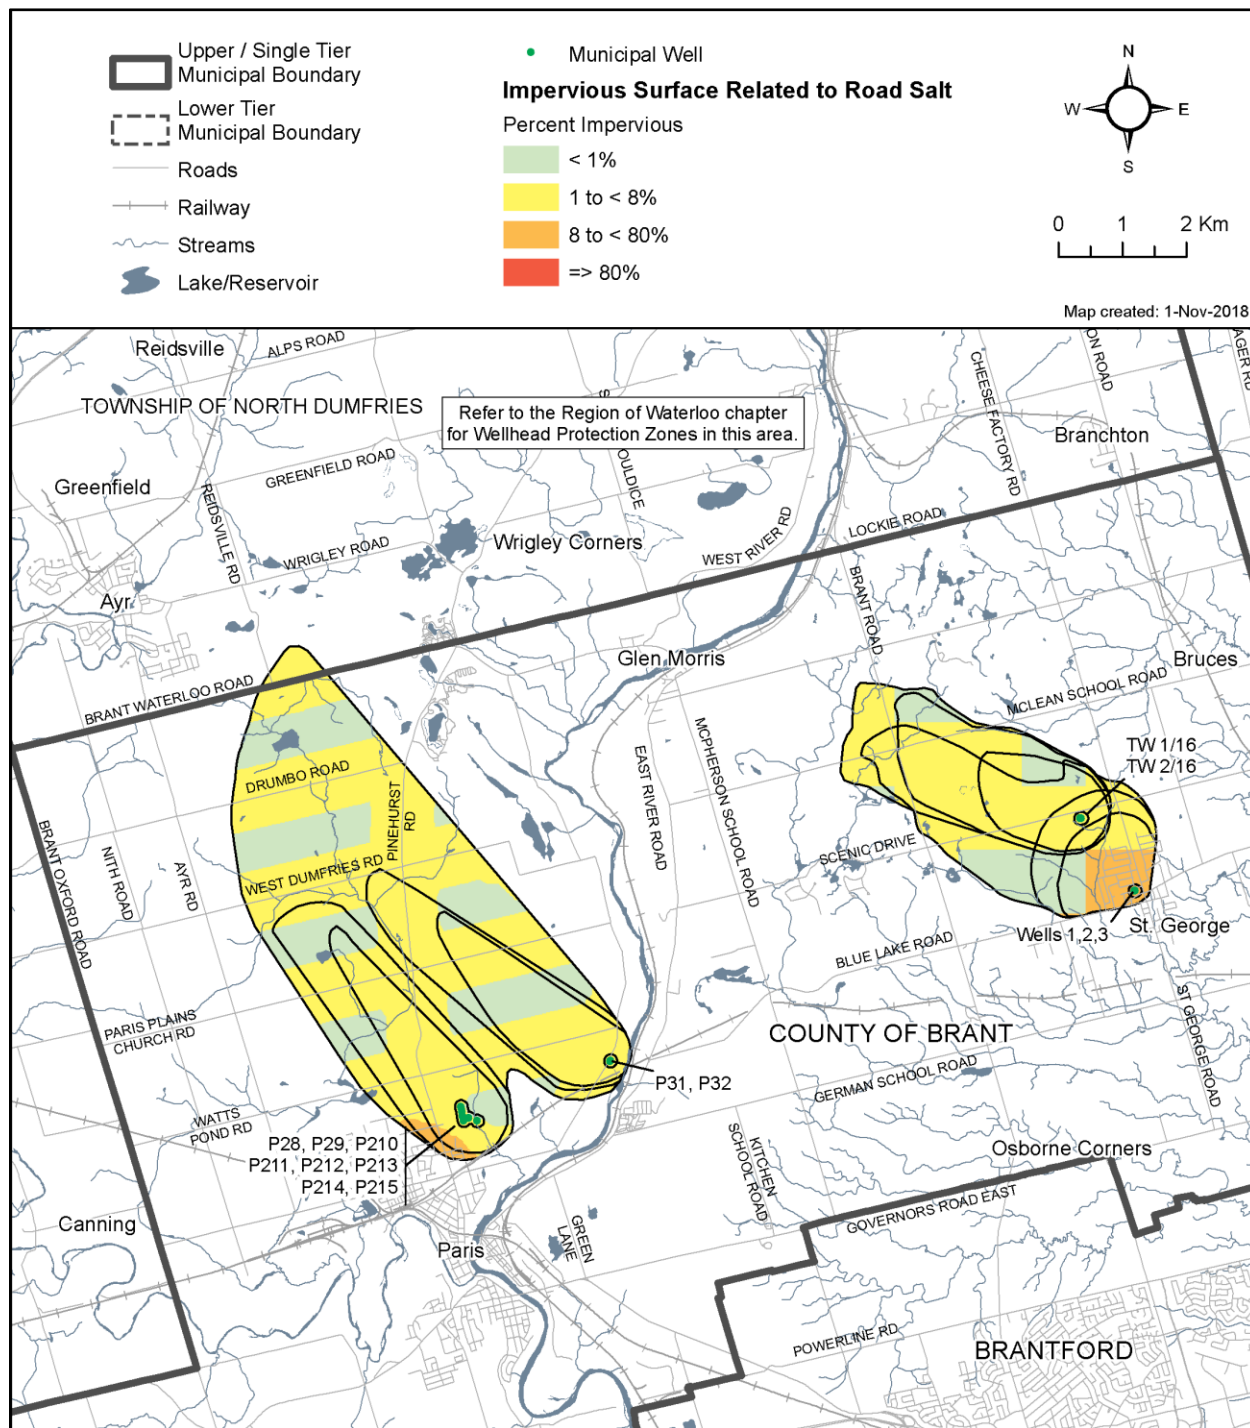 Upper / Single Tier
Municipal Boundary
Lower Tier
Municipal Boundary
Roads
Railway
Streams
Lake/Reservoir
Municipal Well
Impervious Surface Related to Road Salt
Percent Impervious
< 1%
1 to < 8%
8 to < 80%
=> 80%
N
W
E
S
0 1 2 Km
Map created: 1-Nov-2018
Reidsville
ALPS ROAD
TOWNSHIP OF NORTH DUMFRIES
Refer to the Region of Waterloo chapter
for Wellhead Protection Zones in this area.
CHEESE FACTORY RD
ON ROAD
AGER RD
Branchton
GREENFIELD ROAD
Greenfield
REIDSVILLE RD
S
OULDICE
WRIGLEY ROAD
Wrigley Corners
WEST RIVER RD
LOCKIE ROAD
Ayr
BRANT ROAD
Glen Morris
Bruces
BRANT WATERLOO ROAD
MCLEAN SCHOOL ROAD
MCPHERSON SCHOOL ROAD
EAST RIVER ROAD
TW 1/16
TW 2/16
DRUMBO ROAD
PINEHURST
RD
BRANT OXFORD ROAD
NITH ROAD
AYR RD
WEST DUMFRIES RD
SCENIC DRIVE
Wells 1,2,3
St. George
BLUE LAKE ROAD
PARIS PLAINS
CHURCH RD
ST GEORGE ROAD
COUNTY OF BRANT
P31, P32
GERMAN SCHOOL ROAD
WATTS
POND RD
P28, P29, P210
P211, P212, P213
P214, P215
KITCHEN
SCHOOL ROAD
Osborne Corners
GOVERNORS ROAD EAST
Canning
Paris
GREEN
LANE
POWERLINE RD
BRANTFORD